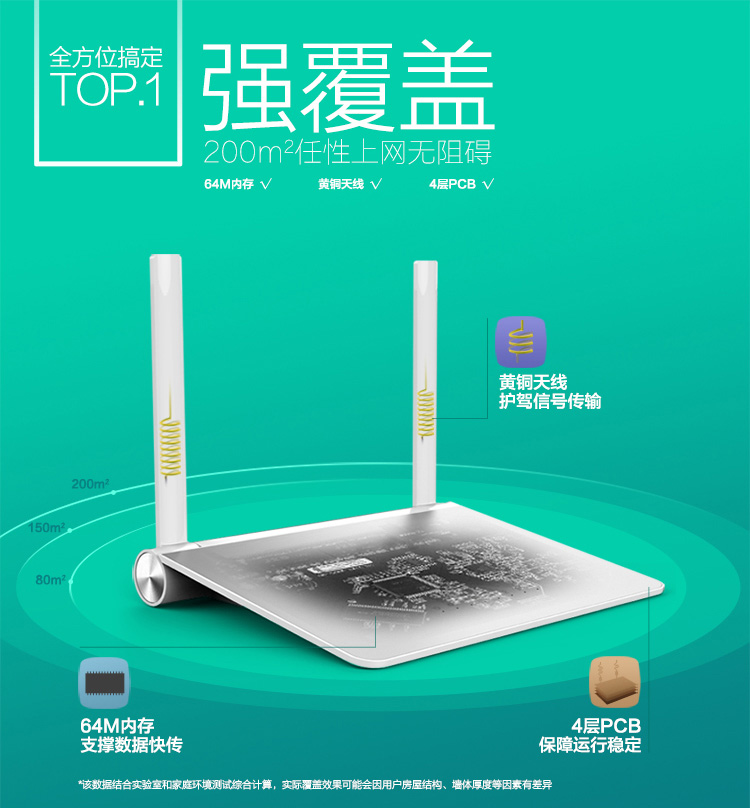 全方位搞定
TOP.1
强覆盖
200m²任性上网无阻碍
64M内存 √ 黄铜天线 √ 4层PCB √
黄铜天线
护驾信号传输
200m²
150m²
80m²
64M内存
支撑数据快传
4层PCB
保障运行稳定
*该数据结合实验室和家庭环境测试综合计算，实际覆盖效果可能会因用户房屋结构、墙体厚度等因素有差异